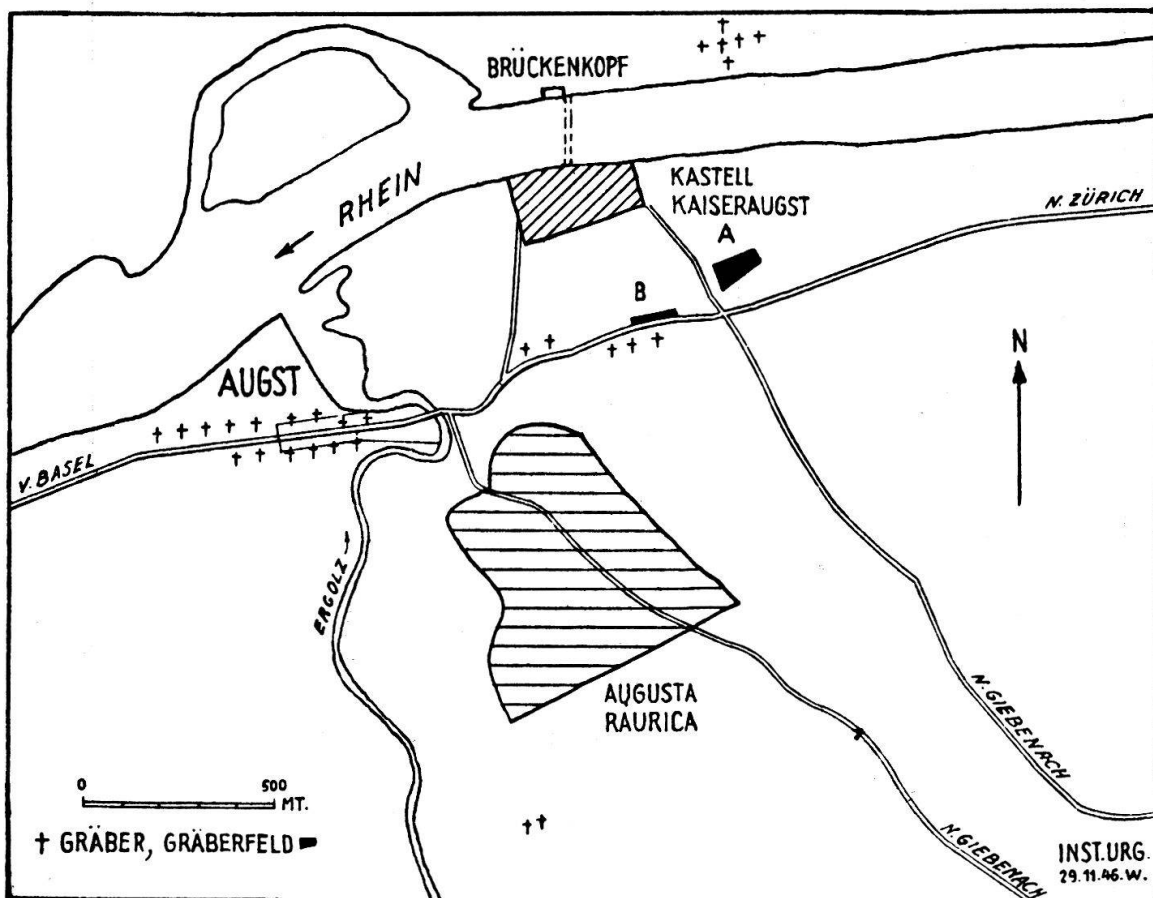 BRÜCKENKOPF
RHEIN
KASTELL
KAISERAUGST
A
N. ZÜRICH
B
N
AUGST
V. BASEL
ERGOLZ
AUGUSTA
RAURICA
N. GIEBENACH
N. GIEBENACH
0 500
MT.
† GRÄBER, GRÄBERFELD
INST. URG.
29.11.46. W.